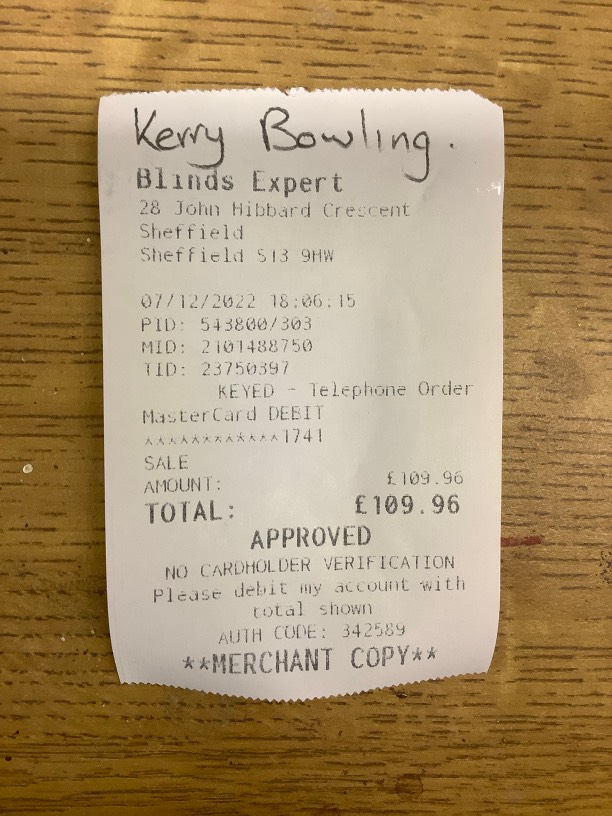 Kerry Bowling.
Blinds Expert
28 John Hibbard Crescent
Sheffield
Sheffield S13 9HW
07/12/2022 18:06:15
PID: 543800/303
MID: 2101488750
TID: 23750397
KEYED - Telephone Order
MasterCard DEBIT
************1741
SALE
AMOUNT: £109.96
TOTAL: £109.96
APPROVED
NO CARDHOLDER VERIFICATION
Please debit my account with
total shown
AUTH CODE: 342589
**MERCHANT COPY**